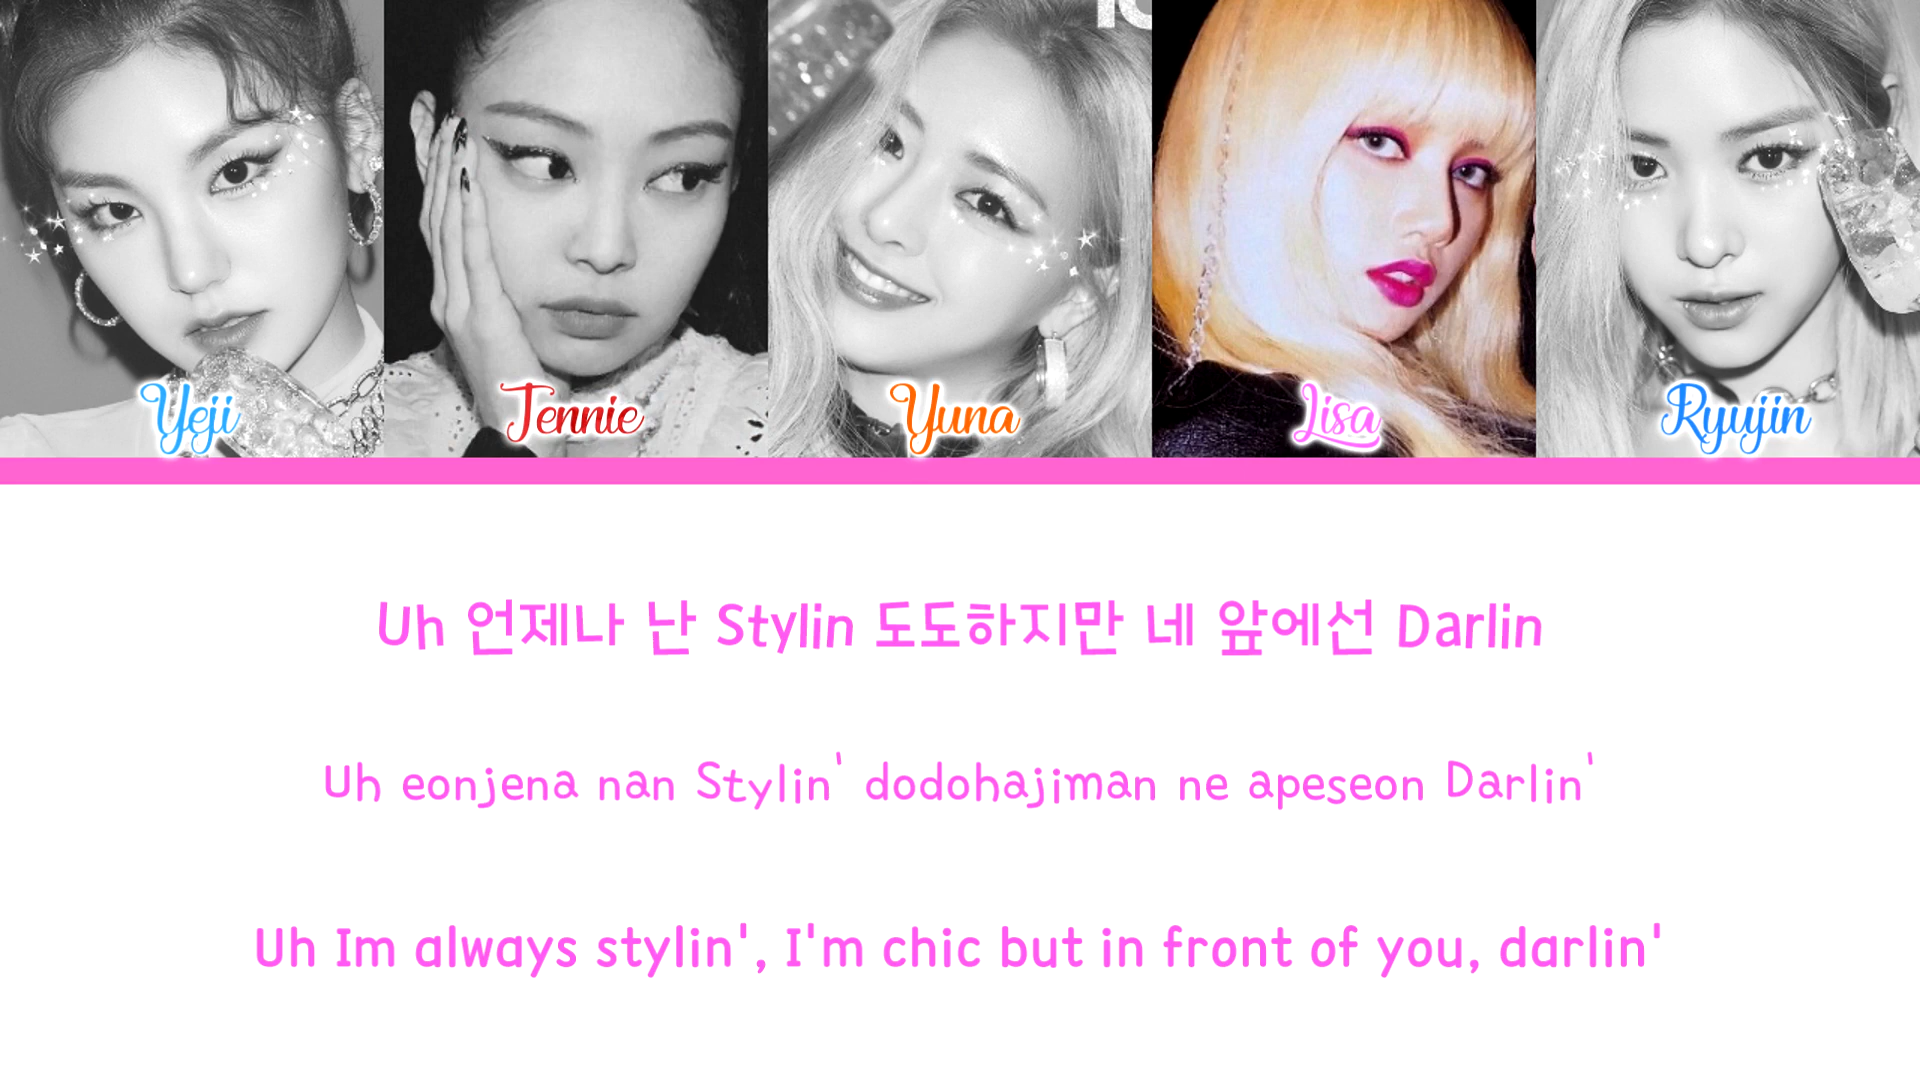 Yeji
Jennie
Yuna
Lisa
Ryujin
Uh 언제나 난 Stylin 도도하지만 네 앞에선 Darlin
Uh eonjena nan Stylin' dodohajiman ne apeseon Darlin'
Uh Im always stylin', I'm chic but in front of you, darlin'